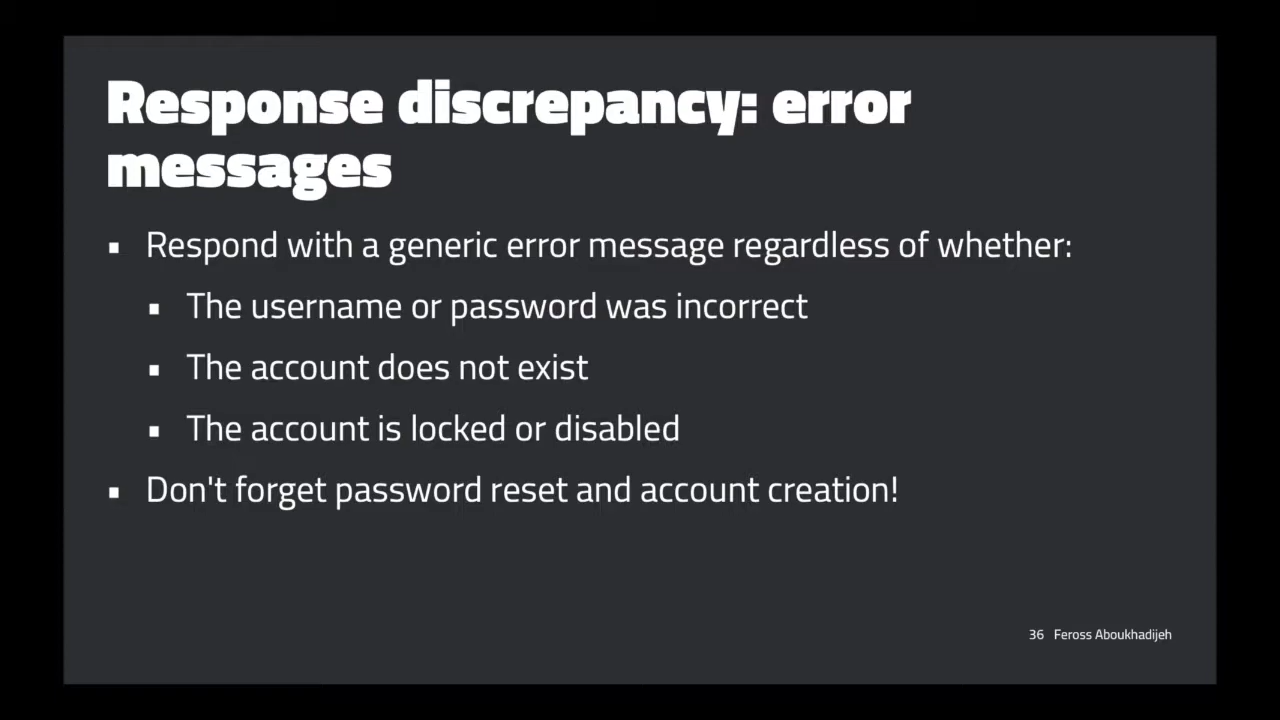 Response discrepancy: error
messages
▪ Respond with a generic error message regardless of whether:
▪ The username or password was incorrect
▪ The account does not exist
▪ The account is locked or disabled
▪ Don't forget password reset and account creation!
36 Feross Aboukhadijeh